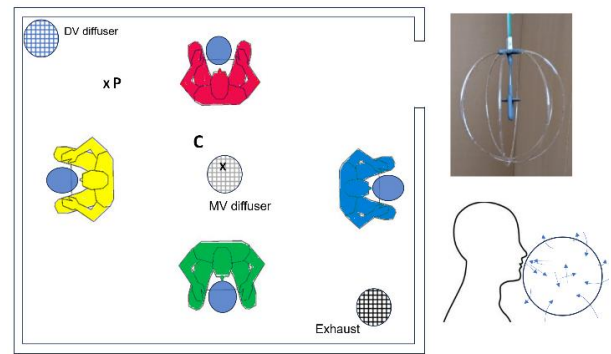 DV diffuser
x P
C
x
MV diffuser
Exhaust